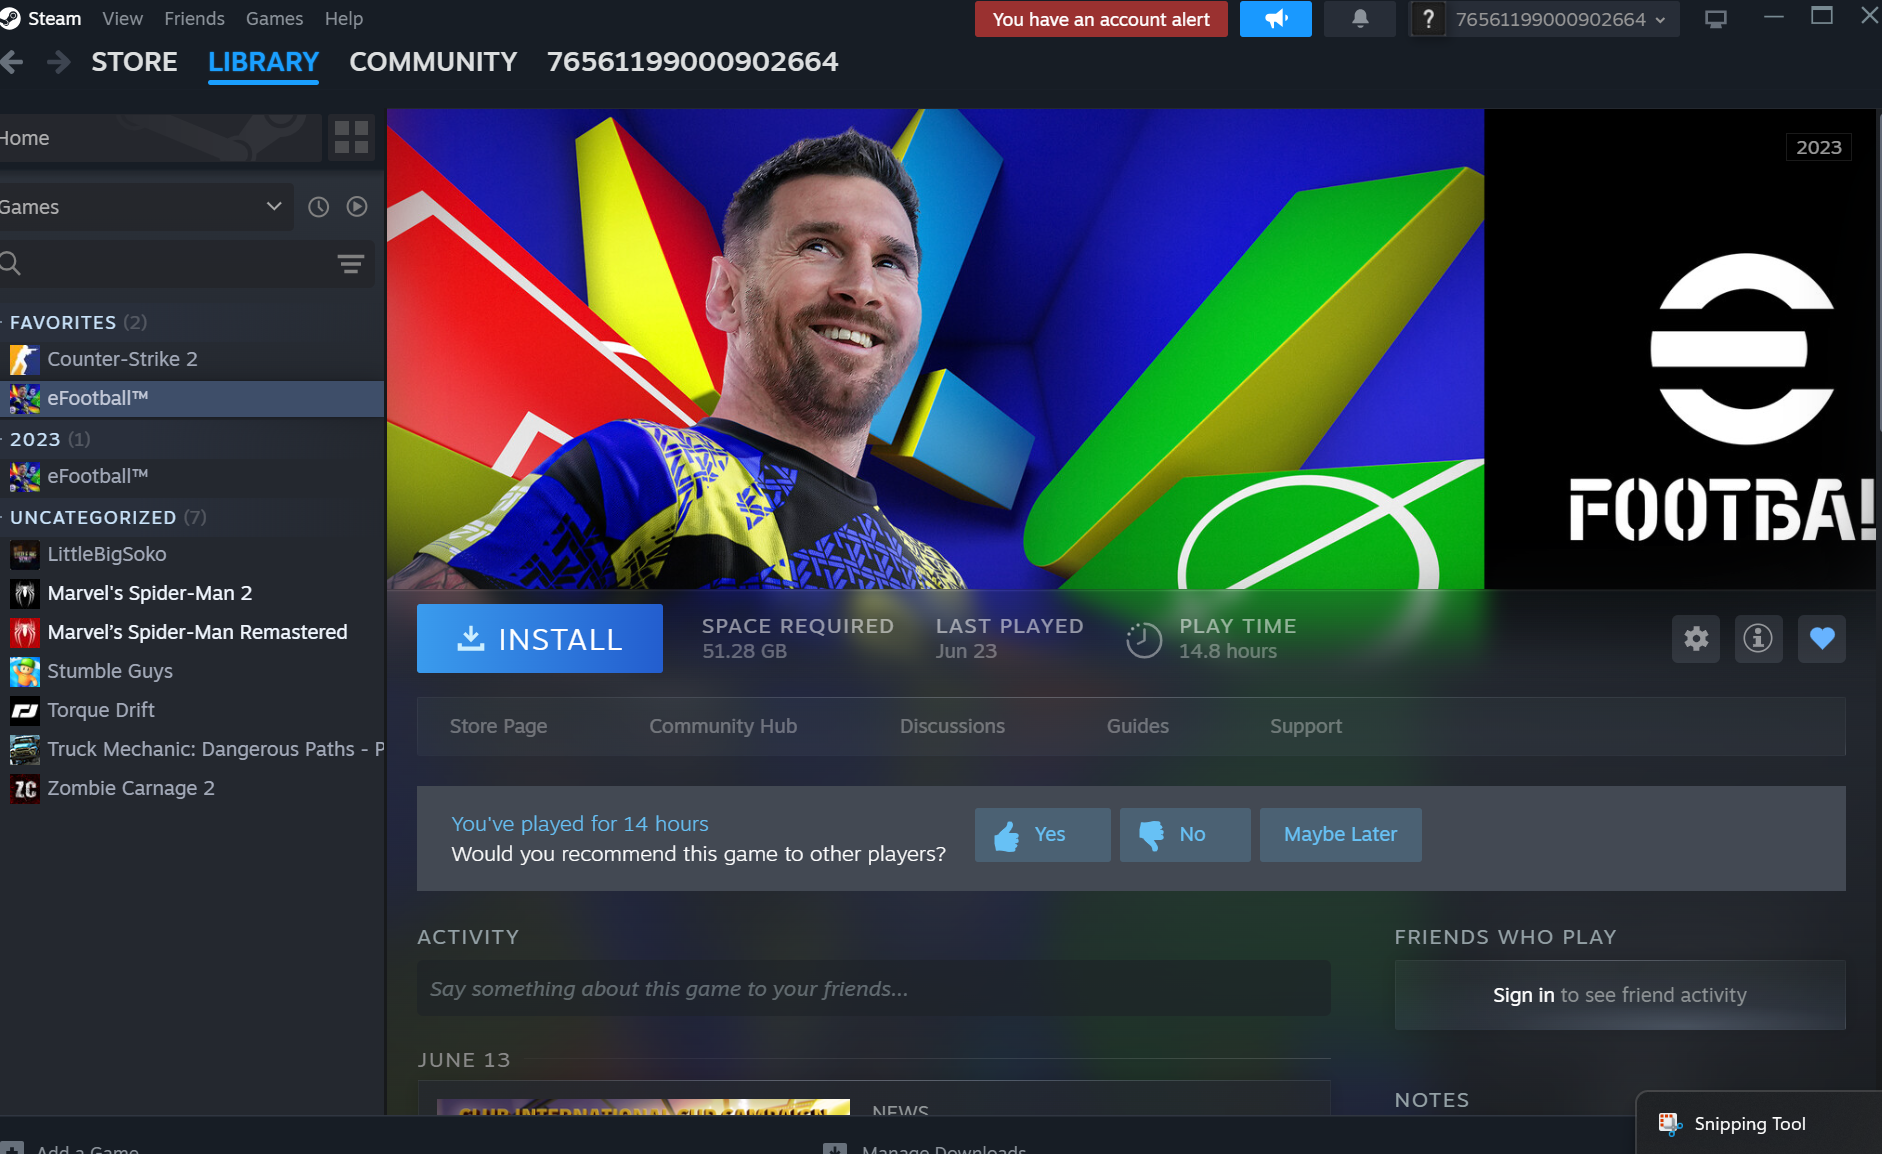 Steam View Friends Games Help
You have an account alert
? 76561199000902664
STORE LIBRARY COMMUNITY 76561199000902664
Home
Games
FAVORITES (2)
Counter-Strike 2
eFootball™
2023 (1)
eFootball™
UNCATEGORIZED (7)
LittleBigSoko
Marvel's Spider-Man 2
Marvel’s Spider-Man Remastered
Stumble Guys
Torque Drift
Truck Mechanic: Dangerous Paths - P
ZC
Zombie Carnage 2
2023
FOOTBA
INSTALL
SPACE REQUIRED
51.28 GB
LAST PLAYED
Jun 23
PLAY TIME
14.8 hours
Store Page Community Hub Discussions Guides Support
You've played for 14 hours
Would you recommend this game to other players?
Yes No Maybe Later
ACTIVITY
Say something about this game to your friends...
FRIENDS WHO PLAY
Sign in to see friend activity
JUNE 13
CLUB INTERNATIONAL CUP CAMPAIGN
NEWS
NOTES
Snipping Tool
Add a Game
Manage Downloads